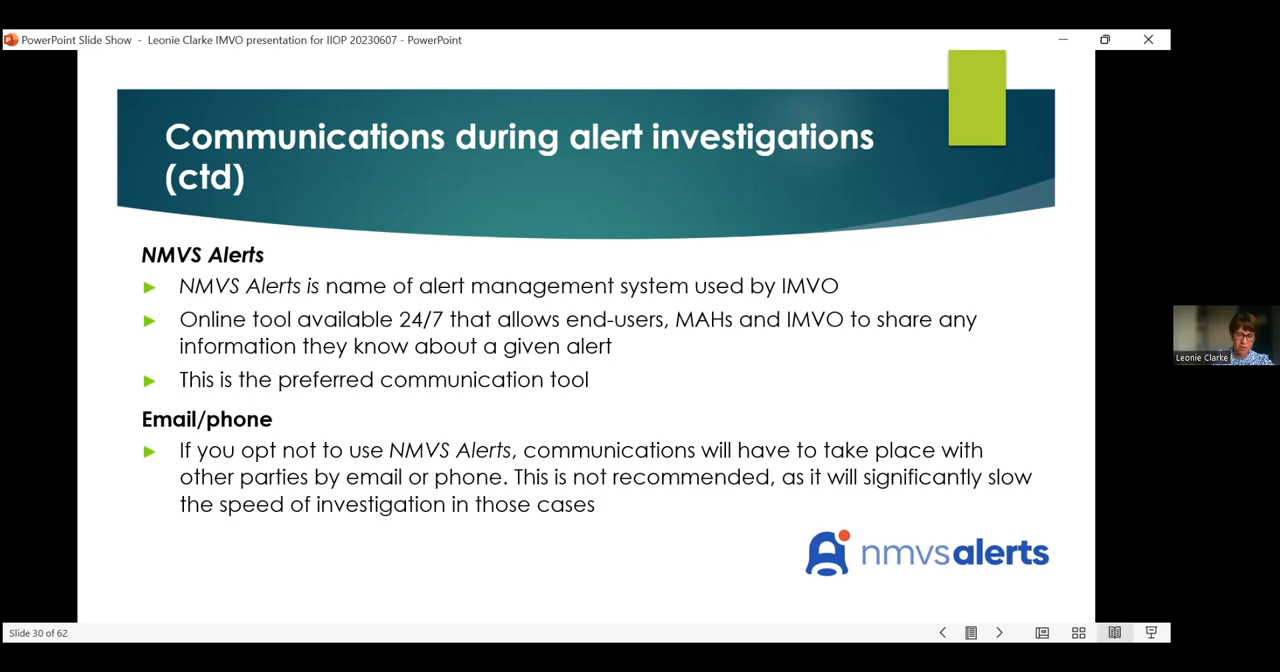 PowerPoint Slide Show - Leonie Clarke IMVO presentation for IIOP 20230607 - PowerPoint
Communications during alert investigations
(ctd)
NMVS Alerts
NMVS Alerts is name of alert management system used by IMVO
Online tool available 24/7 that allows end-users, MAHs and IMVO to share any
information they know about a given alert
This is the preferred communication tool
Leonie Clarke
Email/phone
If you opt not to use NMVS Alerts, communications will have to take place with
other parties by email or phone. This is not recommended, as it will significantly slow
the speed of investigation in those cases
nmvsalerts
Slide 30 of 62